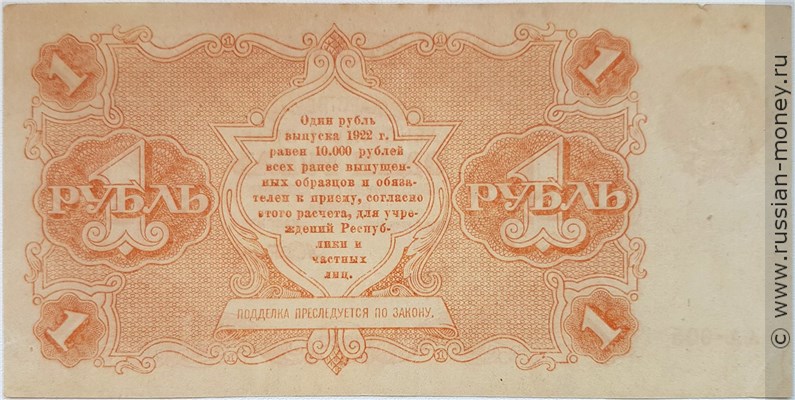 1
1
Один рубль
выпуска 1922 г.
равен 10.000 рублей
всех ранее выпущен-
ных образцов и обяза-
телен к приему, согласно
этого расчета, для учре-
ждений Респуб-
лики и
частных
лиц.
1
РУБЛЬ
1
РУБЛЬ
ПОДДЕЛКА ПРЕСЛЕДУЕТСЯ ПО ЗАКОНУ.
1
1
© www.russian-money.ru